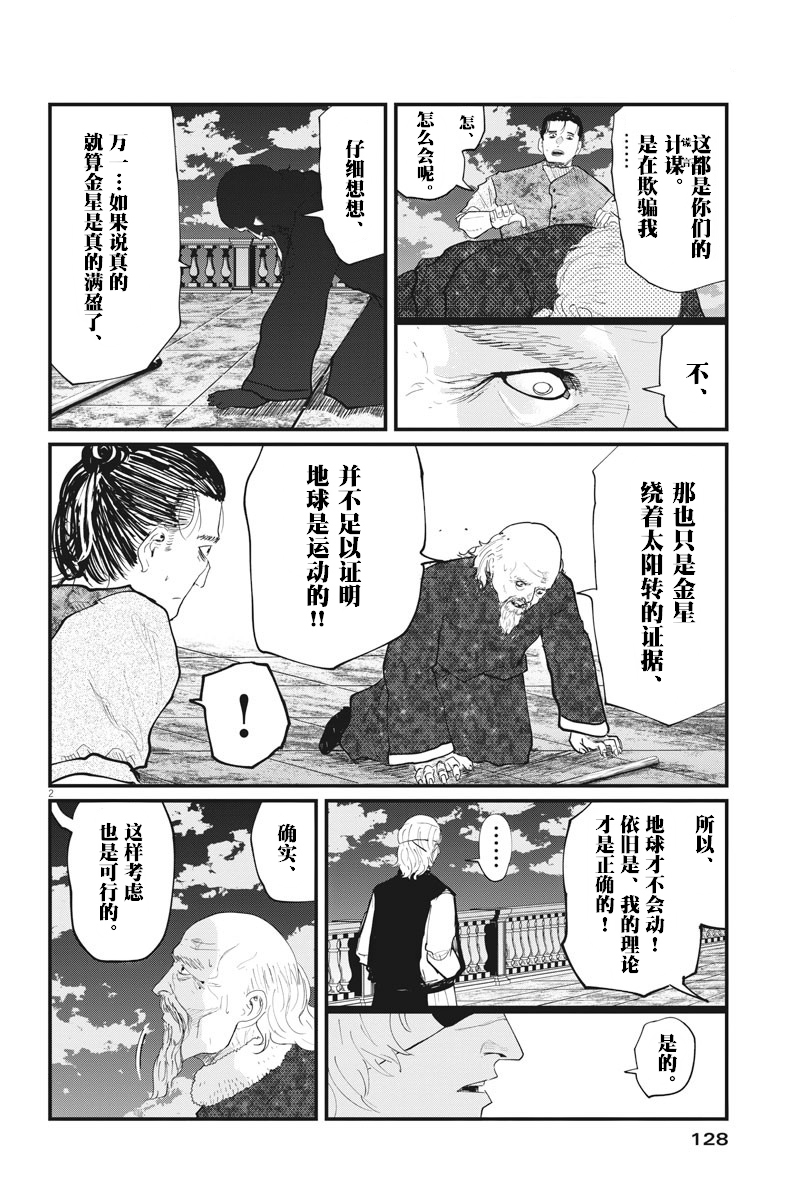 这都是你们的
计谋。
谎言
是在欺骗我
……
怎、
怎么会呢。
不、
仔细想想、
万一…如果说真的
就算金星是真的满盈了、
那也只是金星
绕着太阳转的证据、
并不足以证明
地球是运动的!!
！
所以、
地球才不会动！
依旧是、我的理论
才是正确的！
……
是的。
确实、
这样考虑
也是可行的。
2
128